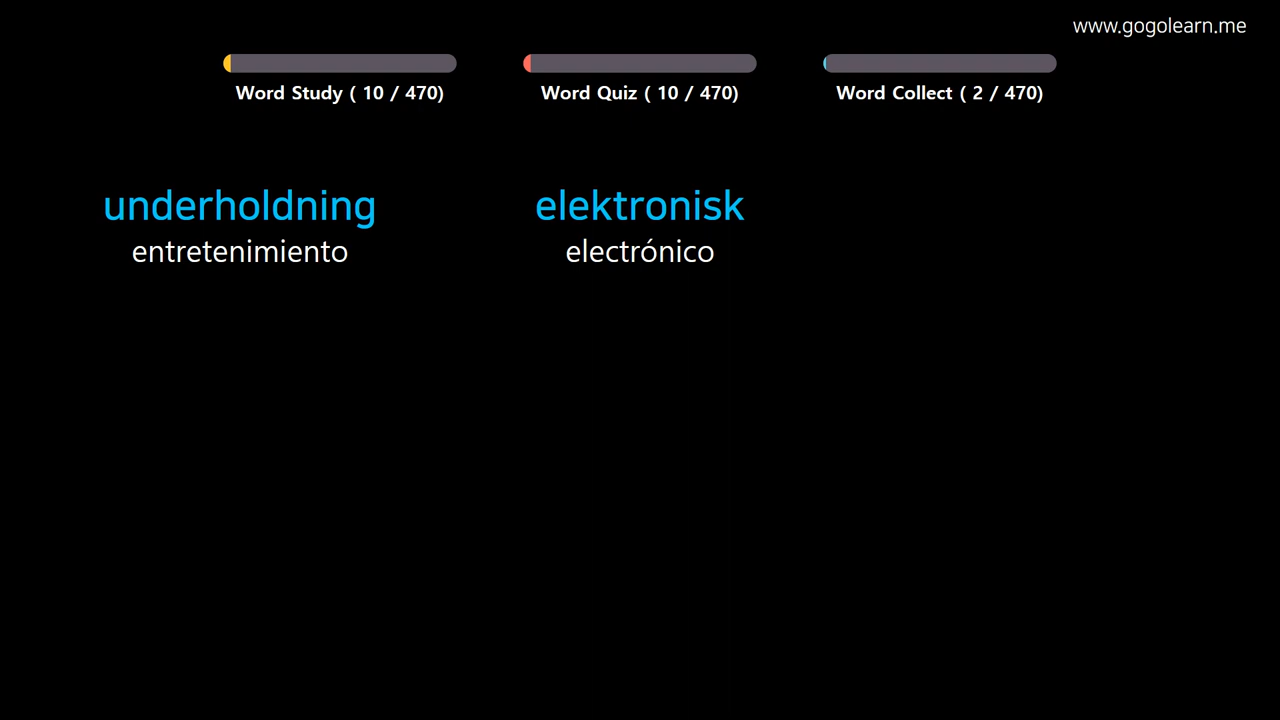 www.gogolearn.me
Word Study ( 10 / 470)
Word Quiz ( 10 / 470)
Word Collect ( 2 / 470)
underholdning
entretenimiento
elektronisk
electrónico